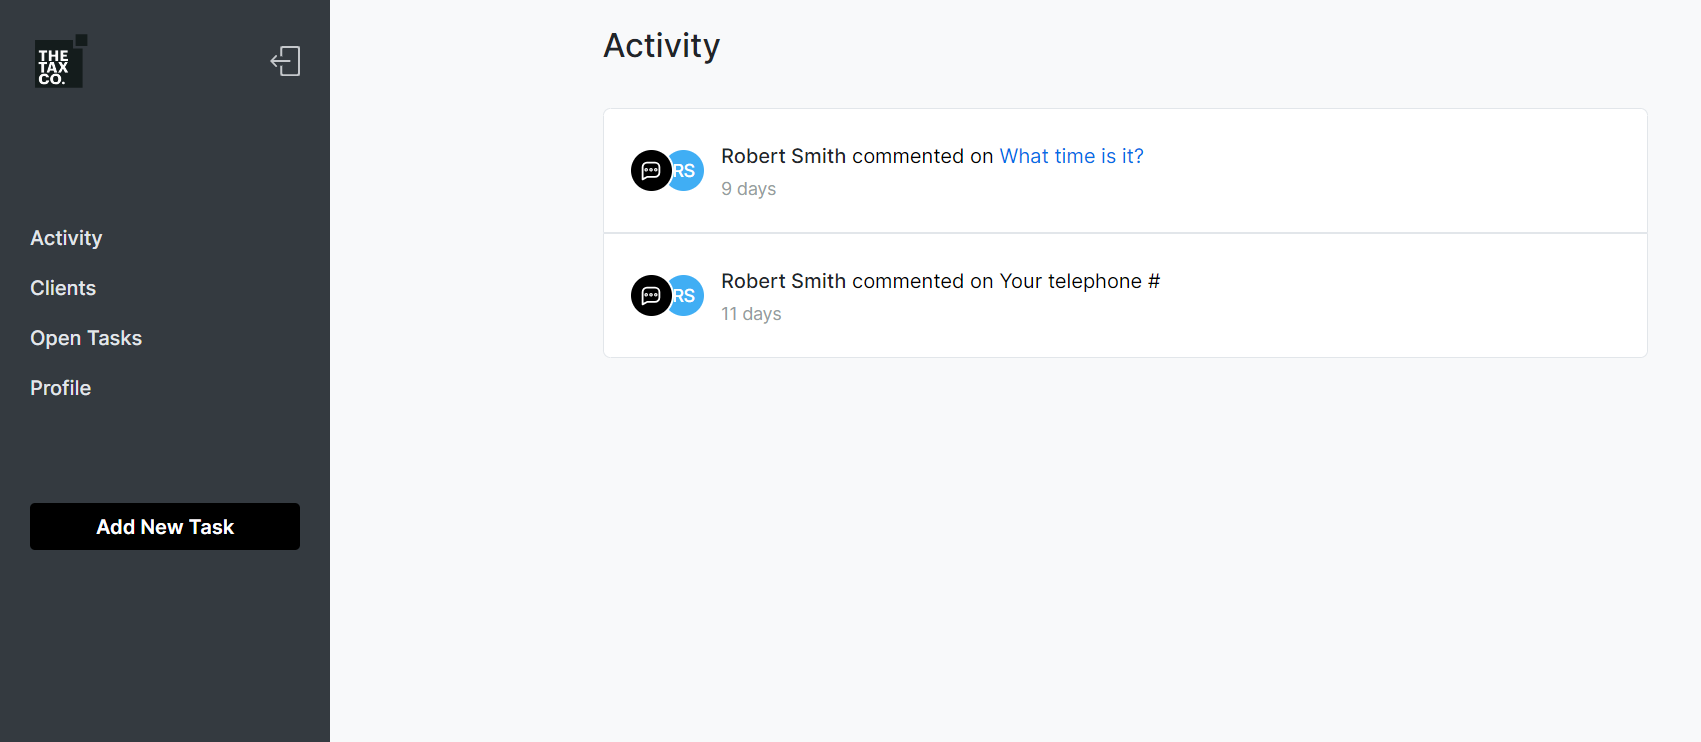 THE
TAX
CO.
Activity
Clients
Open Tasks
Profile
Add New Task
Activity
RS
Robert Smith commented on What time is it?
9 days
RS
Robert Smith commented on Your telephone #
11 days